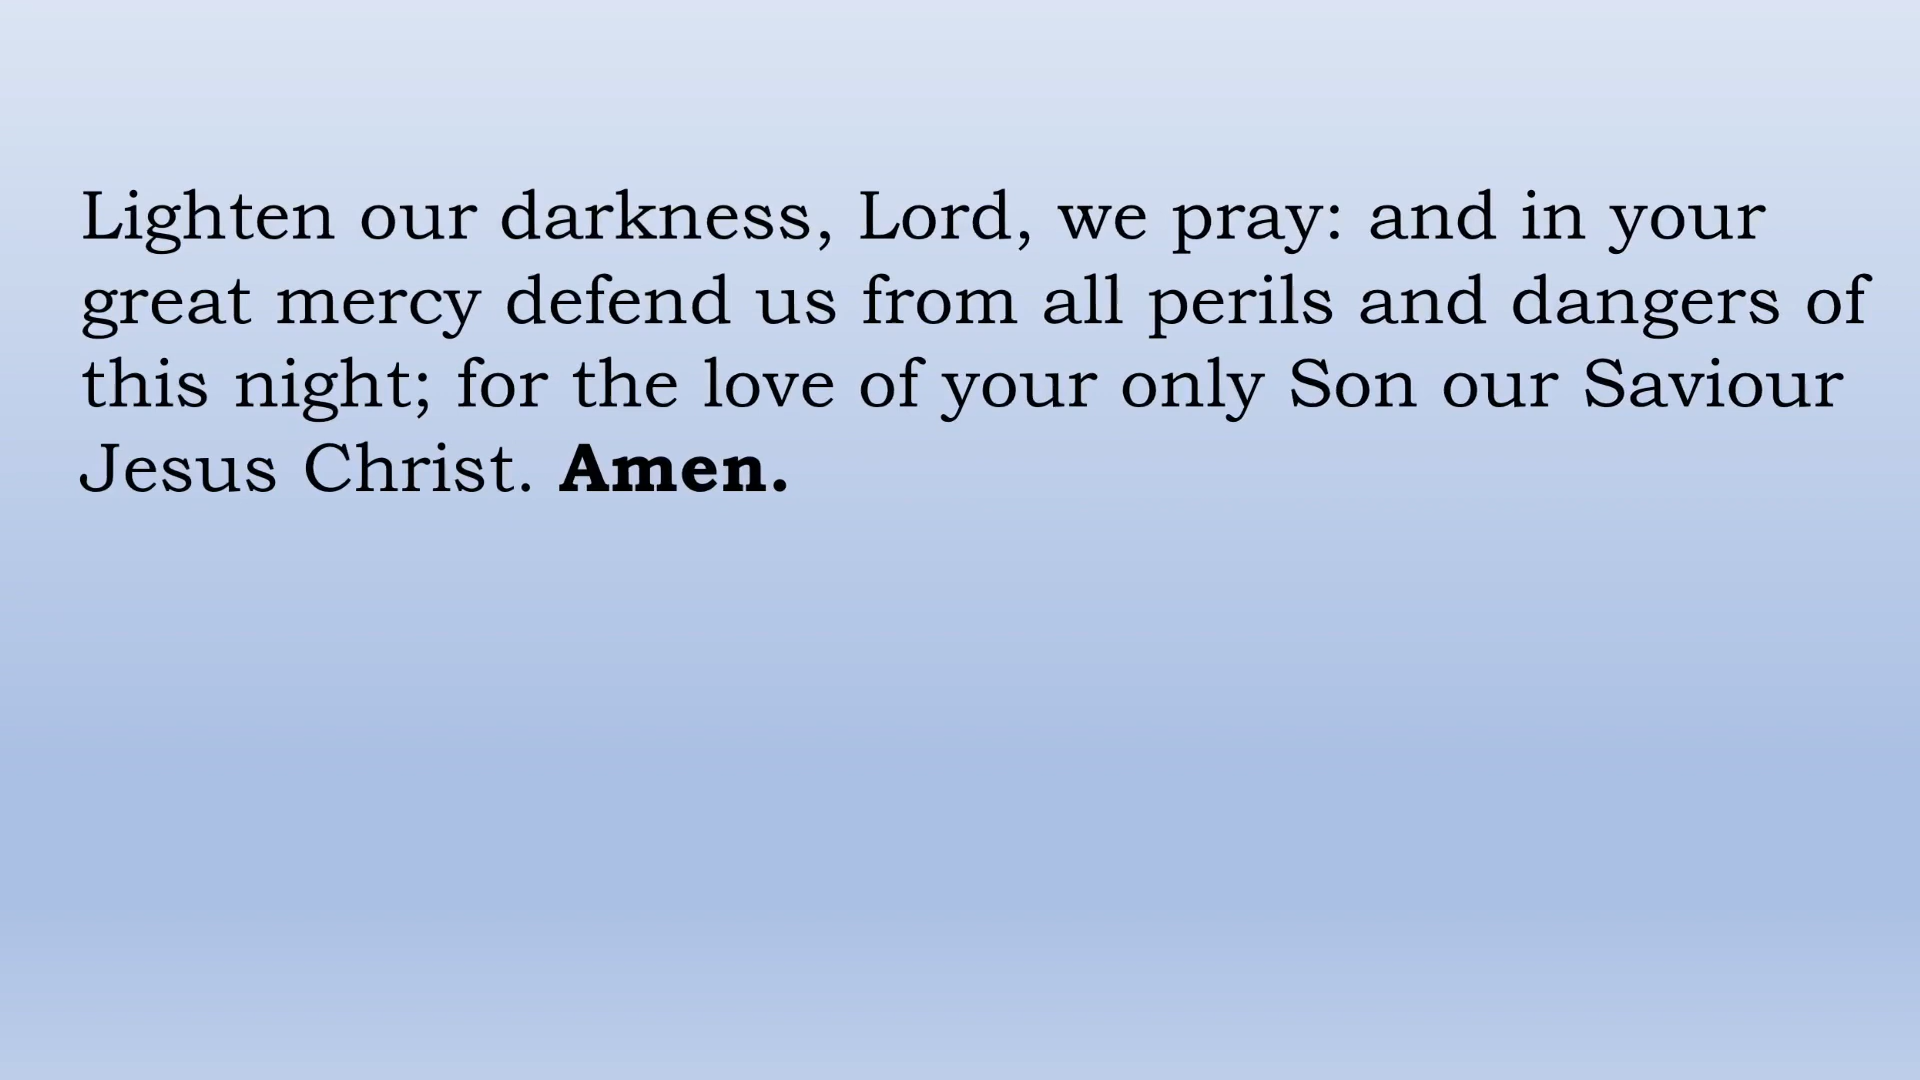 Lighten our darkness, Lord, we pray: and in your
great mercy defend us from all perils and dangers of
this night; for the love of your only Son our Saviour
Jesus Christ. Amen.